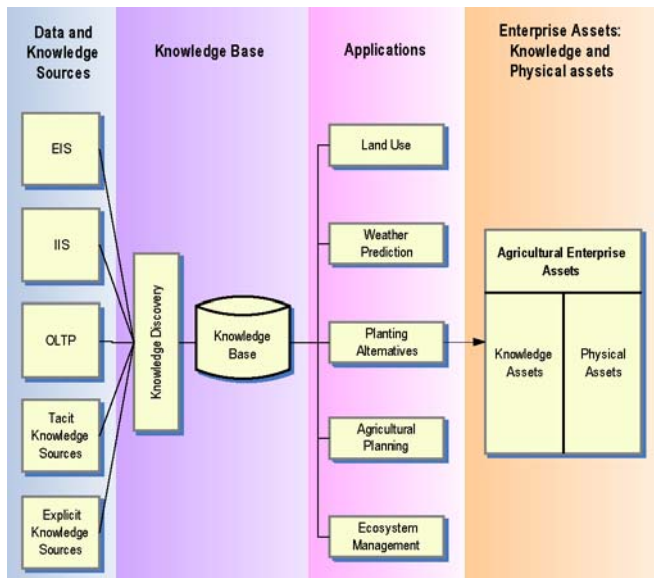 Data and
Knowledge
Sources
Knowledge Base
Applications
Enterprise Assets:
Knowledge and
Physical assets
EIS
IIS
OLTP
Tacit
Knowledge
Sources
Explicit
Knowledge
Sources
Knowledge Discovery
Knowledge
Base
Land Use
Weather
Prediction
Planting
Alternatives
Agricultural
Planning
Ecosystem
Management
Agricultural Enterprise
Assets
Knowledge
Assets
Physical
Assets